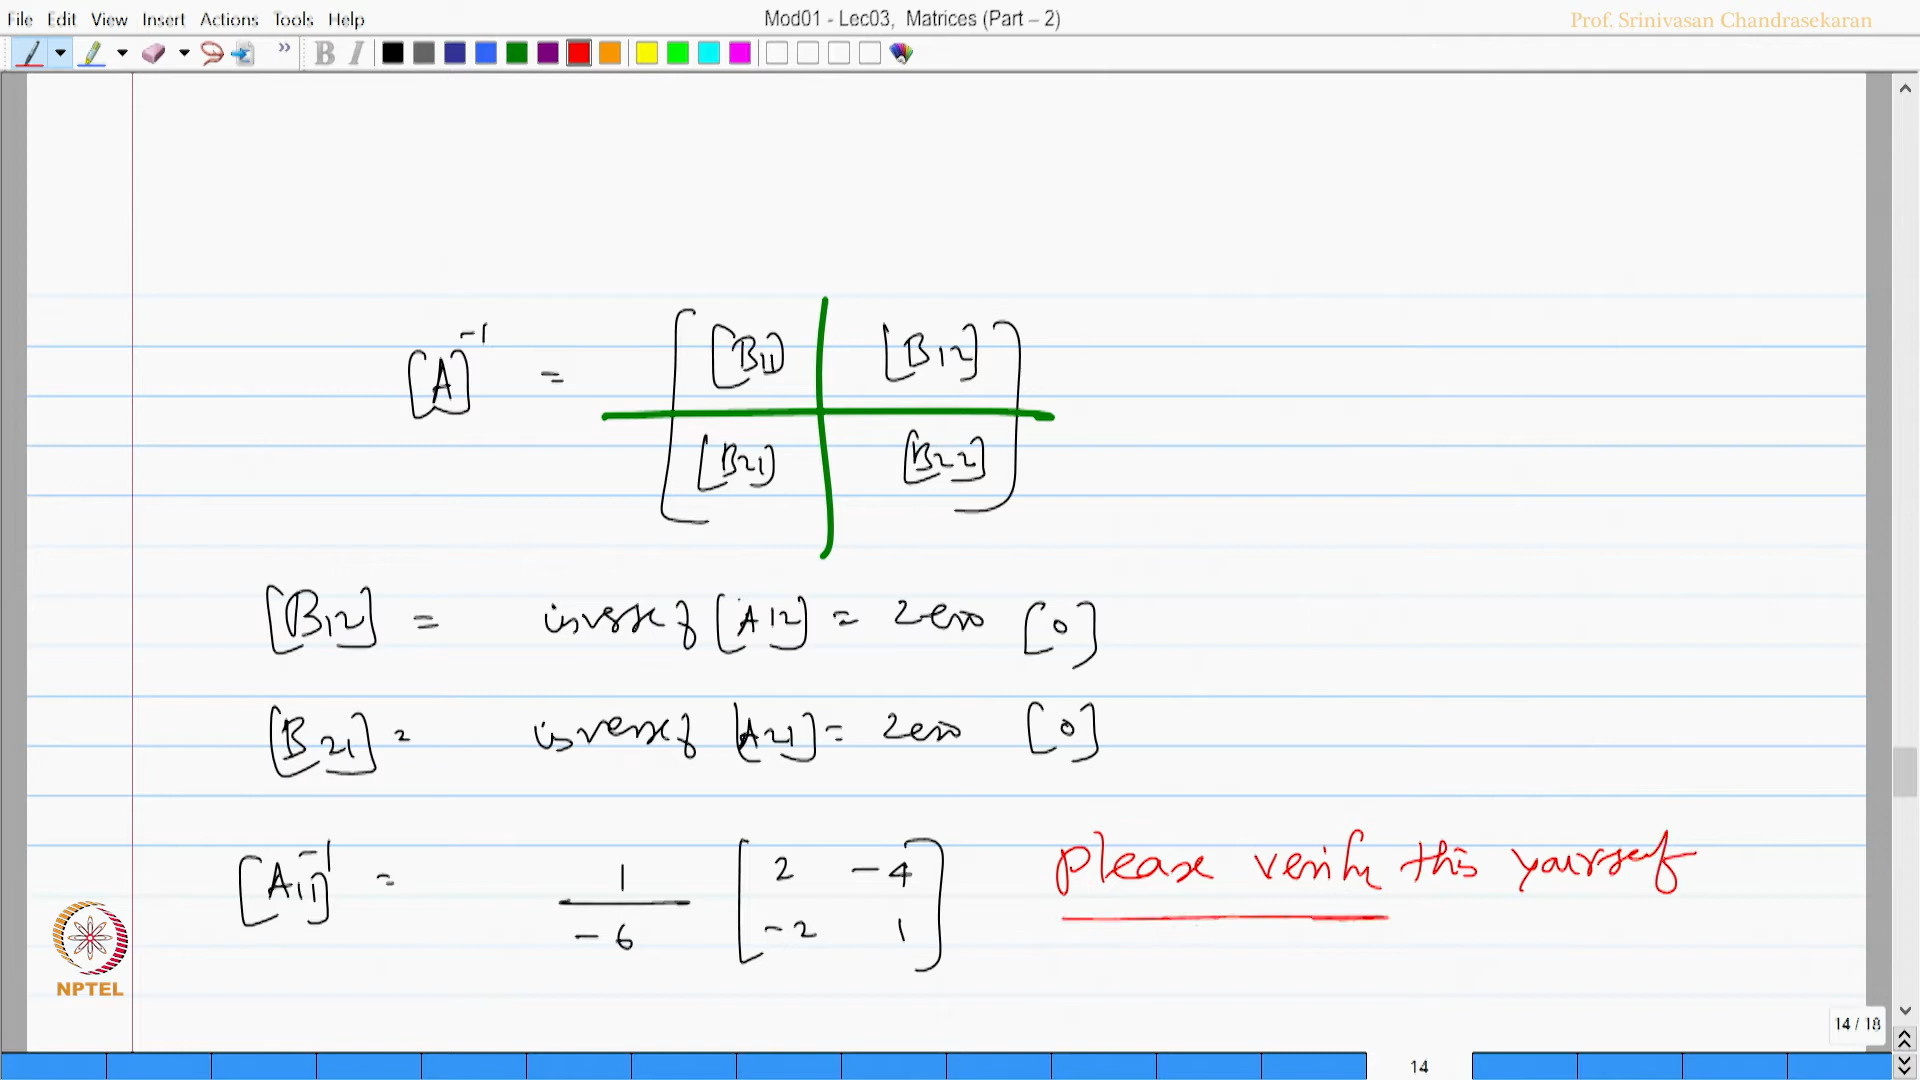 File Edit View Insert Actions Tools Help
Mod01 - Lec03, Matrices (Part – 2)
Prof. Srinivasan Chandrasekaran
B I
[A]⁻¹ = [ [B11] [B12]
[B21] [B22] ]
[B12] = inverse of [A12] = zero [0]
[B21] = inverse of [A21] = zero [0]
[A11]⁻¹ = 1/-6 [ 2 -4
-2 1 ]
please verify this yourself
NPTEL
14 / 18
14